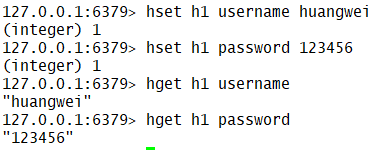 127.0.0.1:6379> hset h1 username huangwei
(integer) 1
127.0.0.1:6379> hset h1 password 123456
(integer) 1
127.0.0.1:6379> hget h1 username
"huangwei"
127.0.0.1:6379> hget h1 password
"123456"